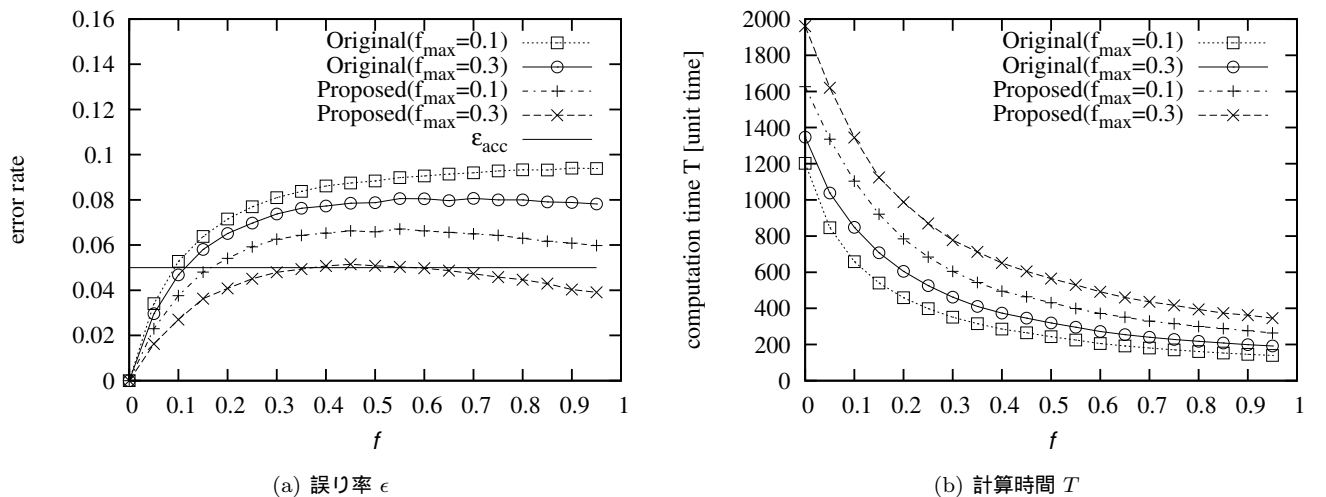 0.16
0.14
0.12
0.1
0.08
0.06
0.04
0.02
0
error rate
Original(fmax=0.1)
Original(fmax=0.3)
Proposed(fmax=0.1)
Proposed(fmax=0.3)
εacc
0 0.1 0.2 0.3 0.4 0.5 0.6 0.7 0.8 0.9 1
f
(a) 誤り率 ϵ
2000
1800
1600
1400
1200
1000
800
600
400
200
0
computation time T [unit time]
Original(fmax=0.1)
Original(fmax=0.3)
Proposed(fmax=0.1)
Proposed(fmax=0.3)
0 0.1 0.2 0.3 0.4 0.5 0.6 0.7 0.8 0.9 1
f
(b) 計算時間 T